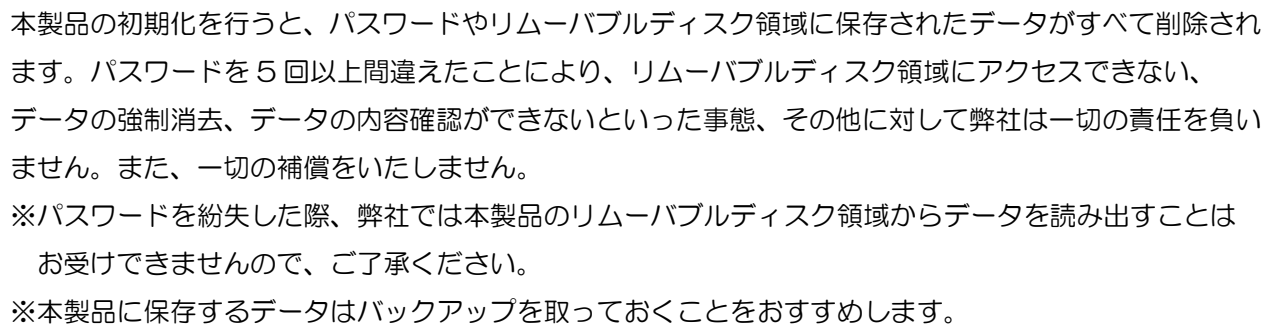 本製品の初期化を行うと、パスワードやリムーバブルディスク領域に保存されたデータがすべて削除され
ます。パスワードを5回以上間違えたことにより、リムーバブルディスク領域にアクセスできない、
データの強制消去、データの内容確認ができないといった事態、その他に対して弊社は一切の責任を負い
ません。また、一切の補償をいたしません。
※パスワードを紛失した際、弊社では本製品のリムーバブルディスク領域からデータを読み出すことは
お受けできませんので、ご了承ください。
※本製品に保存するデータはバックアップを取っておくことをおすすめします。